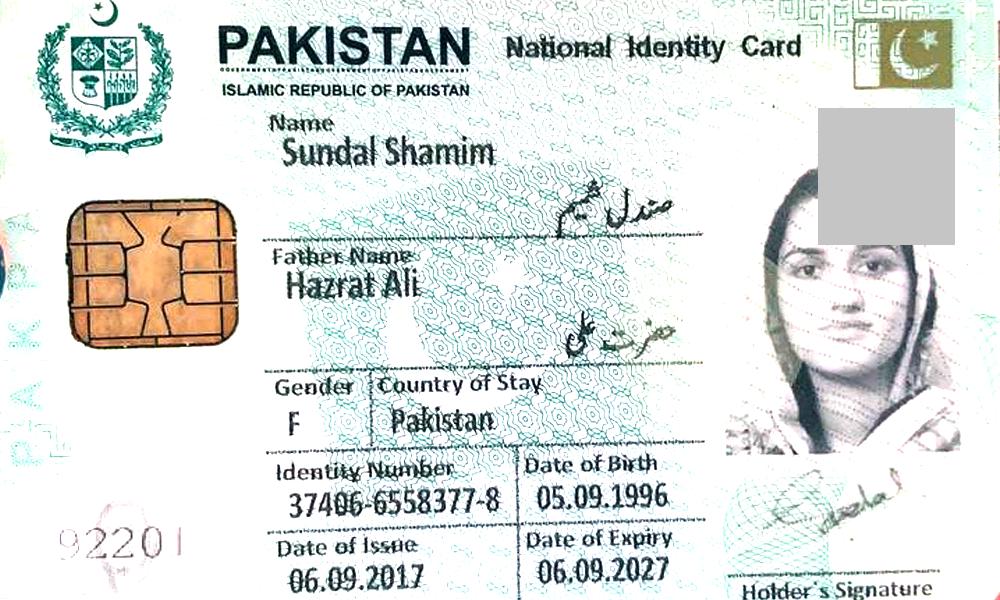 PAKISTAN National Identity Card
ISLAMIC REPUBLIC OF PAKISTAN
Name
Sundal Shamim
صندل شمیم
Father Name
Hazrat Ali
حضرت علی
Gender Country of Stay
F Pakistan
Identity Number Date of Birth
37406-6558377-8 05.09.1996
Date of Issue Date of Expiry
06.09.2017 06.09.2027
92201
Holder's Signature